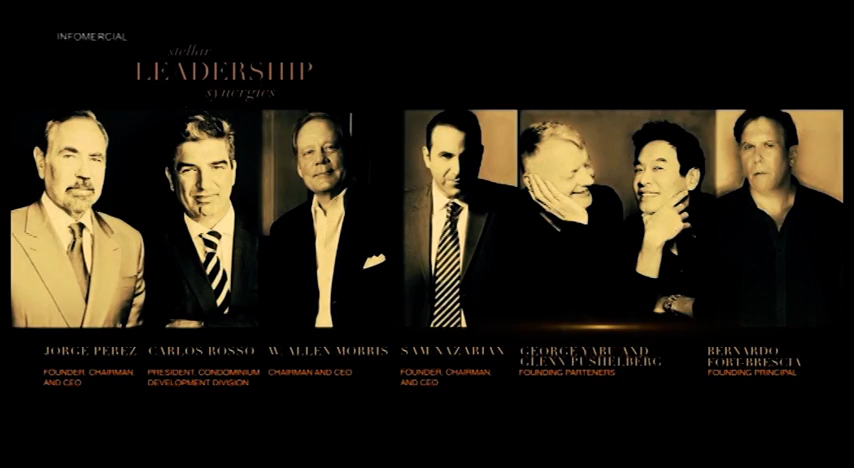 INFOMERCIAL
stellar
LEADERSHIP
synergies
JORGE PEREZ
FOUNDER, CHAIRMAN,
AND CEO
CARLOS ROSSO
PRESIDENT, CONDOMINIUM
DEVELOPMENT DIVISION
W. ALLEN MORRIS
CHAIRMAN AND CEO
SAM NAZARIAN
FOUNDER, CHAIRMAN,
AND CEO
GEORGE YABU AND
GLENN PUSHELBERG
FOUNDING PARTENERS
BERNARDO
FORT-BRESCIA
FOUNDING PRINCIPAL